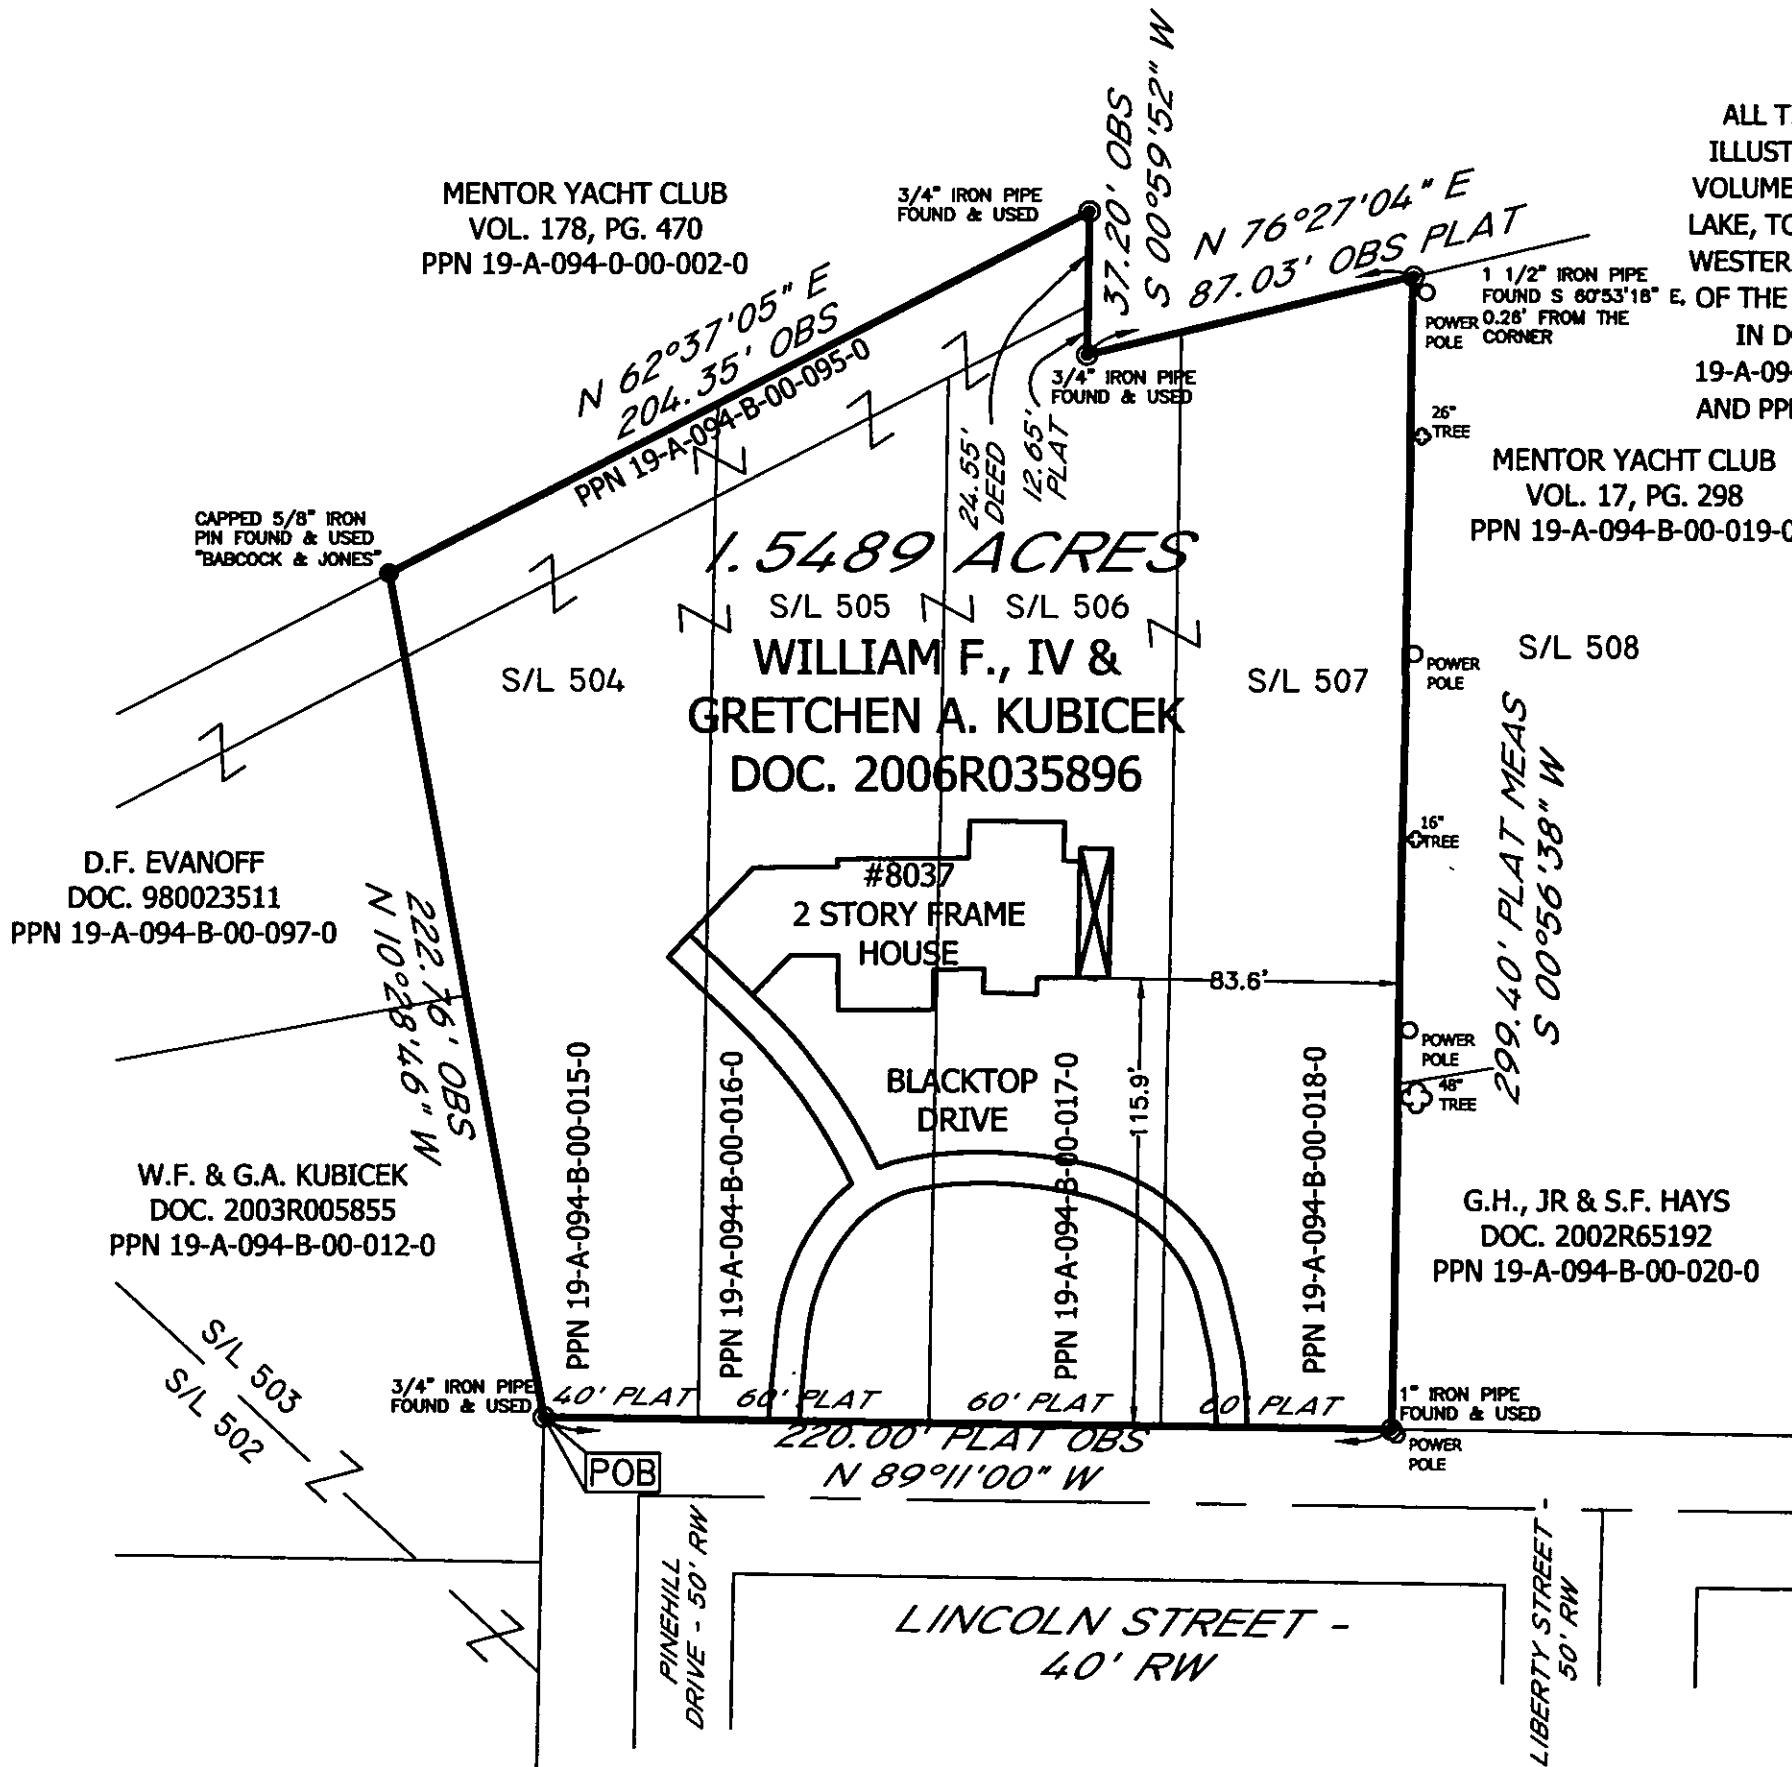 37.20' OBS
S 00°59'52" W
MENTOR YACHT CLUB
VOL. 178, PG. 470
PPN 19-A-094-0-00-002-0
3/4" IRON PIPE
FOUND & USED
N 76°27'04" E
87.03' OBS PLAT
ALL T
ILLUST
VOLUME
LAKE, TO
WESTER
OF THE
IN D
19-A-09
AND PP
1 1/2" IRON PIPE
FOUND S 60°53'18" E,
0.26' FROM THE
CORNER
POWER
POLE
N 62°37'05" E
204.35' OBS
PPN 19-A-094-B-00-095-0
3/4" IRON PIPE
FOUND & USED
24.55'
DEED
12.65'
PLAT
26"
TREE
MENTOR YACHT CLUB
VOL. 17, PG. 298
PPN 19-A-094-B-00-019-0
CAPPED 5/8" IRON
PIN FOUND & USED
"BABCOCK & JONES"
1.5489 ACRES
S/L 505
S/L 506
WILLIAM F., IV &
GRETCHEN A. KUBICEK
DOC. 2006R035896
S/L 504
S/L 507
S/L 508
POWER
POLE
299.40' PLAT MEAS
S 00°56'38" W
16"
TREE
D.F. EVANOFF
DOC. 980023511
PPN 19-A-094-B-00-097-0
222.76' OBS
N 10°28'46" W
#8037
2 STORY FRAME
HOUSE
83.6'
115.9'
POWER
POLE
48"
TREE
BLACKTOP
DRIVE
PPN 19-A-094-B-00-015-0
PPN 19-A-094-B-00-016-0
PPN 19-A-094-B-00-017-0
PPN 19-A-094-B-00-018-0
W.F. & G.A. KUBICEK
DOC. 2003R005855
PPN 19-A-094-B-00-012-0
G.H., JR & S.F. HAYS
DOC. 2002R65192
PPN 19-A-094-B-00-020-0
S/L 503
S/L 502
3/4" IRON PIPE
FOUND & USED
40' PLAT
60' PLAT
60' PLAT
60' PLAT
1" IRON PIPE
FOUND & USED
220.00' PLAT OBS
N 89°11'00" W
POWER
POLE
POB
PINEHILL
DRIVE - 50' RW
LINCOLN STREET -
40' RW
LIBERTY STREET -
50' RW